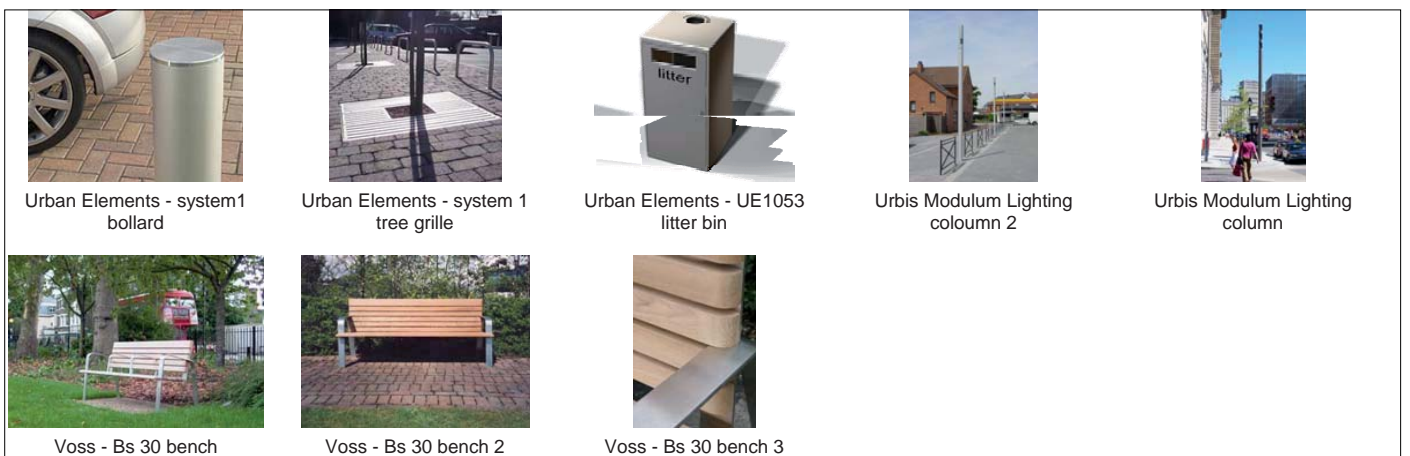 litter
Urban Elements - system1
bollard
Urban Elements - system 1
tree grille
Urban Elements - UE1053
litter bin
Urbis Modulum Lighting
coloumn 2
Urbis Modulum Lighting
column
Voss - Bs 30 bench
Voss - Bs 30 bench 2
Voss - Bs 30 bench 3